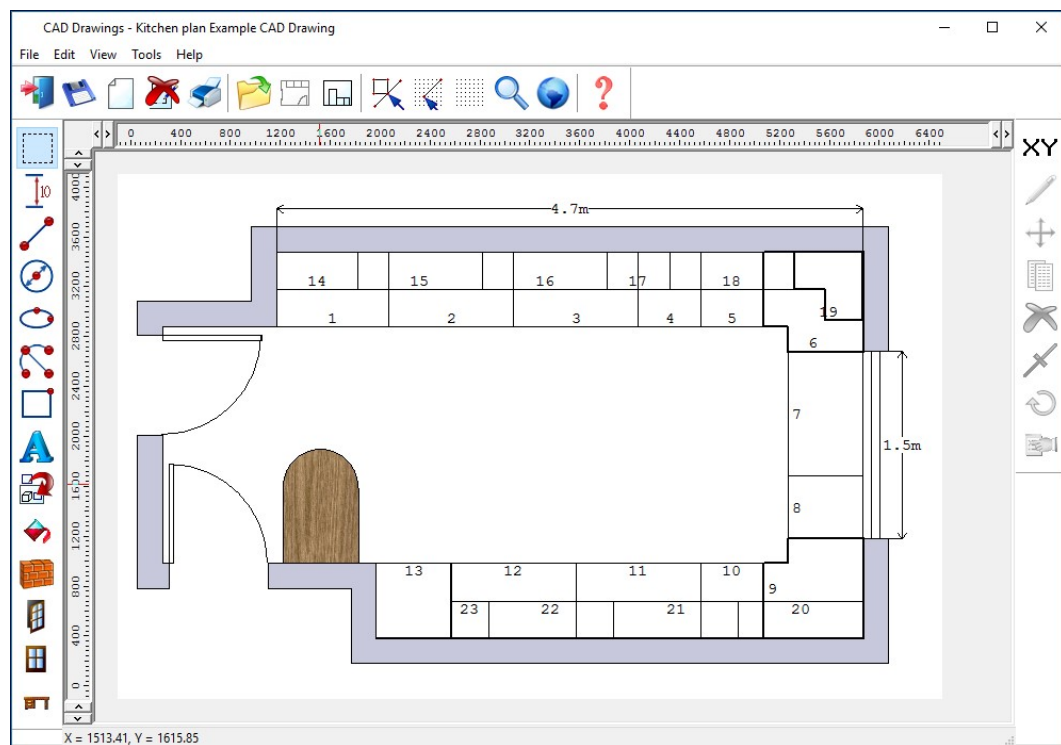 CAD Drawings - Kitchen plan Example CAD Drawing
File Edit View Tools Help
XY
0 400 800 1200 1600 2000 2400 2800 3200 3600 4000 4400 4800 5200 5600 6000 6400
10
4000
3600
3200
2800
2400
2000
1600
1200
800
400
0
4.7m
14 15 16 17 18
19
1 2 3 4 5
6
7
1.5m
8
13 12 11 10
9
23 22 21 20
A
X = 1513.41, Y = 1615.85